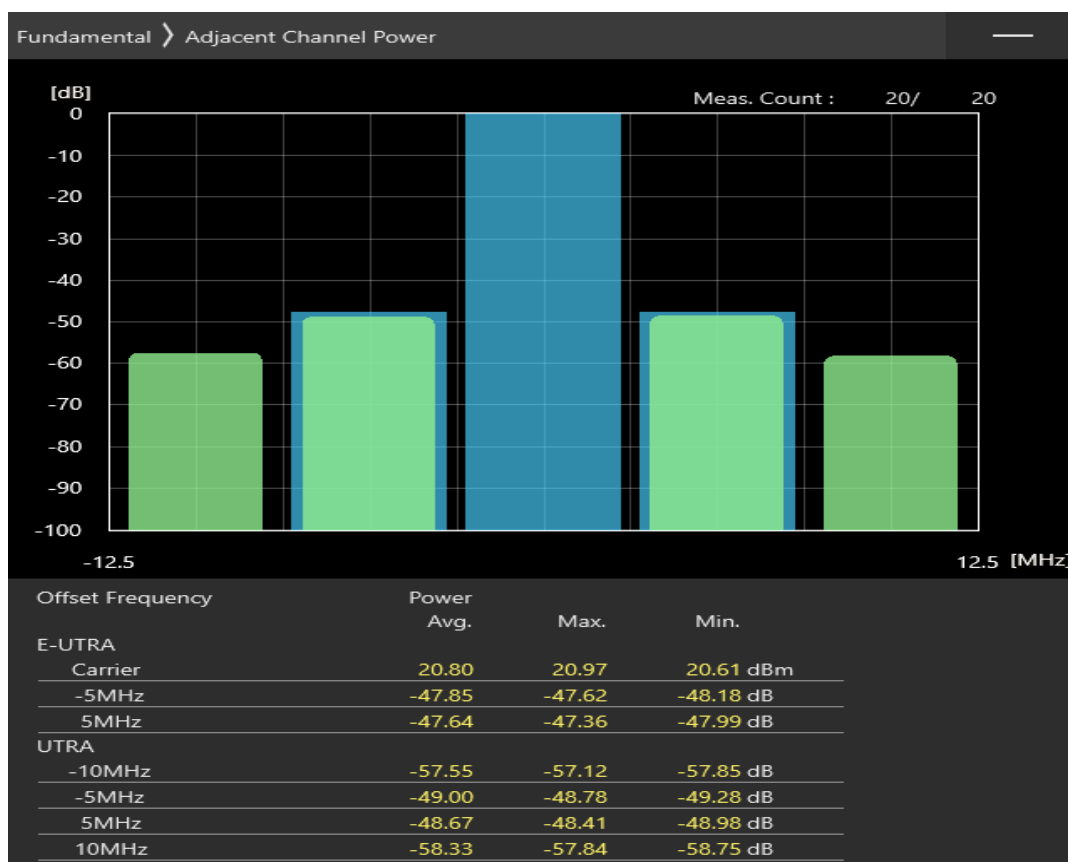 Fundamental ❯ Adjacent Channel Power
[dB]
Meas. Count : 20/ 20
0
-10
-20
-30
-40
-50
-60
-70
-80
-90
-100
-12.5 12.5 [MHz]
Offset Frequency Power
Avg. Max. Min.
E-UTRA
Carrier 20.80 20.97 20.61 dBm
-5MHz -47.85 -47.62 -48.18 dB
5MHz -47.64 -47.36 -47.99 dB
UTRA
-10MHz -57.55 -57.12 -57.85 dB
-5MHz -49.00 -48.78 -49.28 dB
5MHz -48.67 -48.41 -48.98 dB
10MHz -58.33 -57.84 -58.75 dB